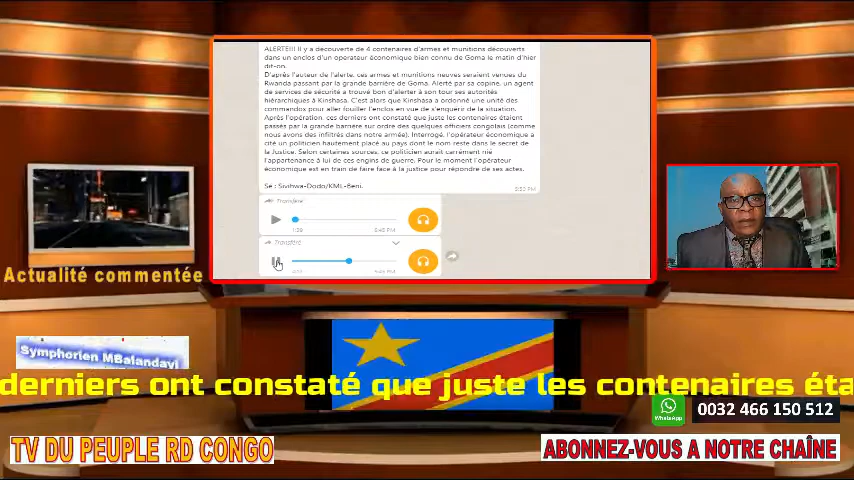 ALERTE!!! Il y a découverte de 4 contenaires d'armes et munitions découverts
dans un enclos d'un operateur économique bien connu de Goma le matin d'hier
dit-on.
D'après l'auteur de l'alerte, ces armes et munitions neuves seraient venues du
Rwanda passant par la grande barrière de Goma. Alerté par sa copine, un agent
de services de sécurité a trouvé bon d'alerter à son tour ses autorités
hiérarchiques à Kinshasa. C'est alors que Kinshasa a ordonné une unité des
commandos pour aller fouiller l'enclos en vue de s'enquérir de la situation.
Après l'opération, ces derniers ont constaté que juste les contenaires étaient
passés par la grande barrière sur ordre des quelques officiers congolais (comme
nous avons des infiltrés dans notre armée). Interrogé, l'opérateur économique a
cité un politicien hautement placé au pays dont le nom reste dans le secret de
la Justice. Selon certaines sources, ce politicien aurait carrément nié
l'appartenance à lui de ces engins de guerre. Pour le moment l'opérateur
économique est en train de faire face à la justice pour répondre de ses actes.
Sé : Sivihwa-Dodo/KML-Beni.
Transféré
1:39
Transféré
Actualité commentée
Symphorien MBalandayi
derniers ont constaté que juste les contenaires éta
WhatsApp
0032 466 150 512
TV DU PEUPLE RD CONGO
ABONNEZ-VOUS A NOTRE CHAÎNE